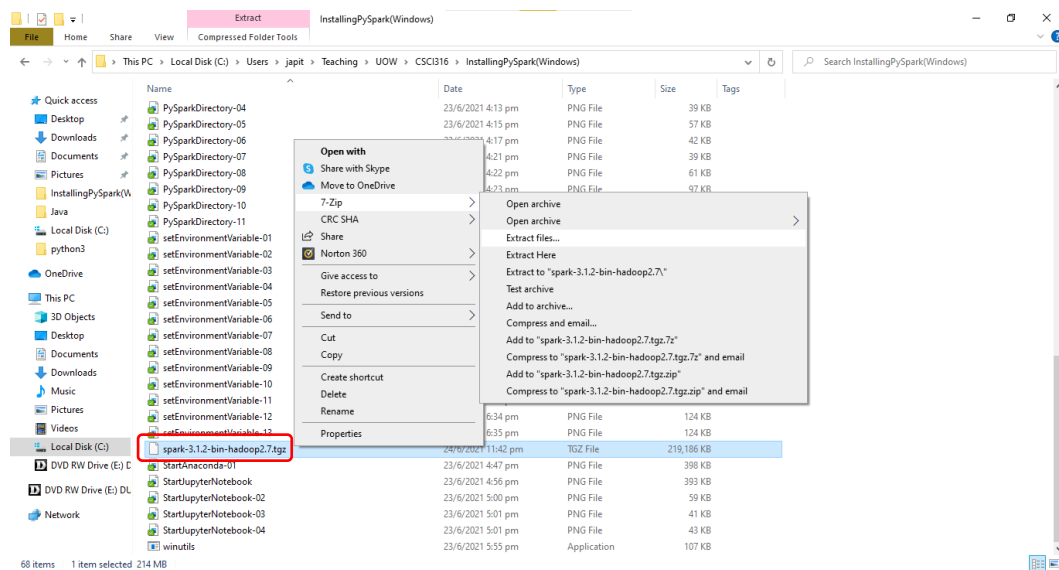 Extract
InstallingPySpark(Windows)
File Home Share View Compressed Folder Tools
This PC > Local Disk (C:) > Users > japit > Teaching > UOW > CSCI316 > InstallingPySpark(Windows)
Search InstallingPySpark(Windows)
Name Date Type Size Tags
Quick access
Desktop
Downloads
Documents
Pictures
InstallingPySpark(W
Java
Local Disk (C:)
python3
OneDrive
This PC
3D Objects
Desktop
Documents
Downloads
Music
Pictures
Videos
Local Disk (C:)
DVD RW Drive (E:) D
DVD RW Drive (E:) DU
Network
PySparkDirectory-04 23/6/2021 4:13 pm PNG File 39 KB
PySparkDirectory-05 23/6/2021 4:15 pm PNG File 57 KB
PySparkDirectory-06 4:17 pm PNG File 42 KB
PySparkDirectory-07 4:21 pm PNG File 39 KB
PySparkDirectory-08 4:22 pm PNG File 61 KB
PySparkDirectory-09 4:23 pm PNG File 97 KB
PySparkDirectory-10
PySparkDirectory-11
setEnvironmentVariable-01
setEnvironmentVariable-02
setEnvironmentVariable-03
setEnvironmentVariable-04
setEnvironmentVariable-05
setEnvironmentVariable-06
setEnvironmentVariable-07
setEnvironmentVariable-08
setEnvironmentVariable-09
setEnvironmentVariable-10
setEnvironmentVariable-11
setEnvironmentVariable-12 6:34 pm PNG File 124 KB
setEnvironmentVariable-13 6:35 pm PNG File 124 KB
spark-3.1.2-bin-hadoop2.7.tgz 24/6/2021 11:42 pm TGZ File 219,186 KB
StartAnaconda-01 23/6/2021 4:47 pm PNG File 398 KB
StartJupyterNotebook 23/6/2021 4:56 pm PNG File 393 KB
StartJupyterNotebook-02 23/6/2021 5:00 pm PNG File 59 KB
StartJupyterNotebook-03 23/6/2021 5:01 pm PNG File 41 KB
StartJupyterNotebook-04 23/6/2021 5:01 pm PNG File 43 KB
winutils 23/6/2021 5:55 pm Application 107 KB
Open with
Share with Skype
Move to OneDrive
7-Zip
CRC SHA
Share
Norton 360
Give access to
Restore previous versions
Send to
Cut
Copy
Create shortcut
Delete
Rename
Properties
Open archive
Open archive
Extract files...
Extract Here
Extract to "spark-3.1.2-bin-hadoop2.7\"
Test archive
Add to archive...
Compress and email...
Add to "spark-3.1.2-bin-hadoop2.7.tgz.7z"
Compress to "spark-3.1.2-bin-hadoop2.7.tgz.7z" and email
Add to "spark-3.1.2-bin-hadoop2.7.tgz.zip"
Compress to "spark-3.1.2-bin-hadoop2.7.tgz.zip" and email
68 items 1 item selected 214 MB